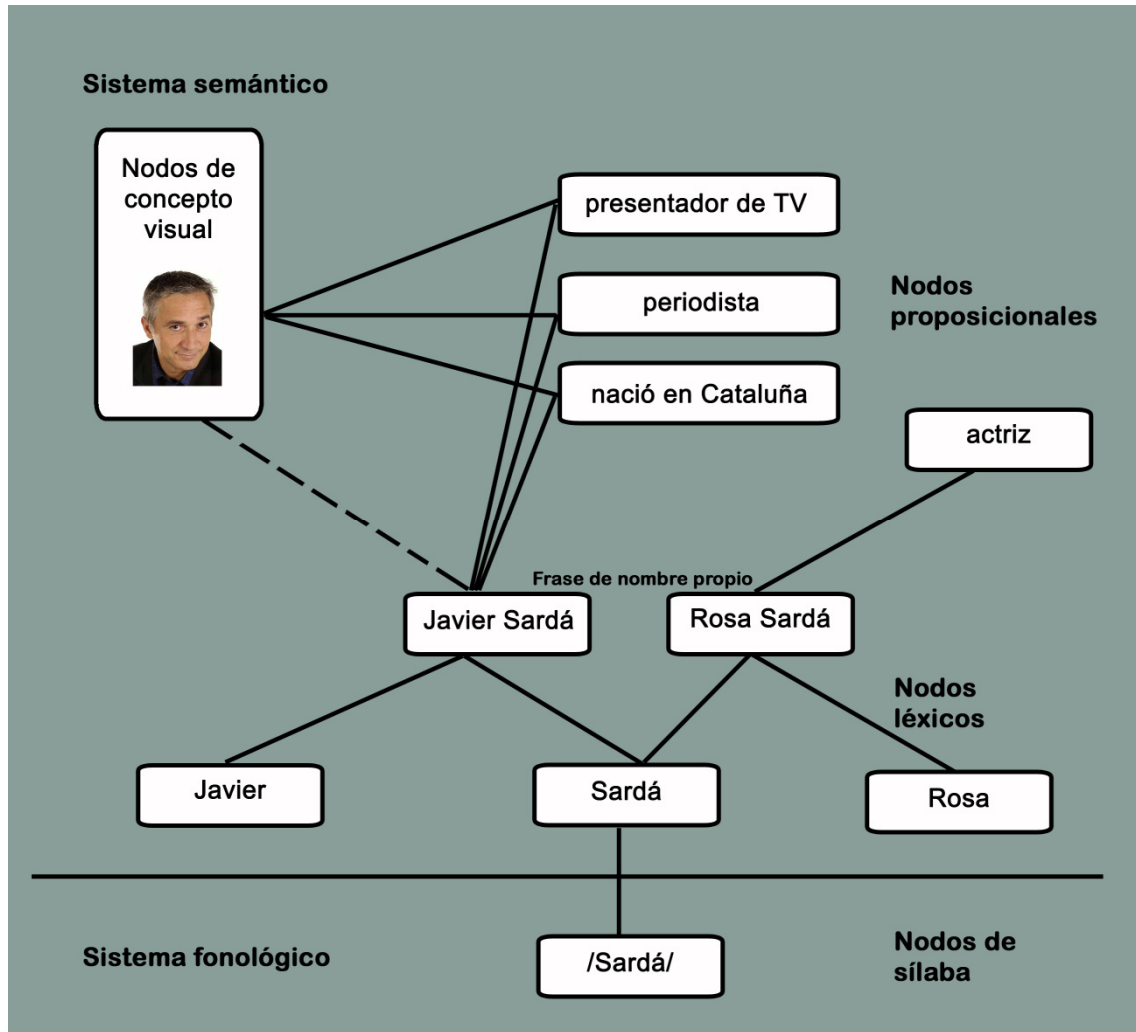 Sistema semántico
Nodos de
concepto
visual
presentador de TV
periodista
Nodos
proposicionales
nació en Cataluña
actriz
Frase de nombre propio
Javier Sardá
Rosa Sardá
Nodos
léxicos
Javier
Sardá
Rosa
Sistema fonológico
/Sardá/
Nodos de
sílaba